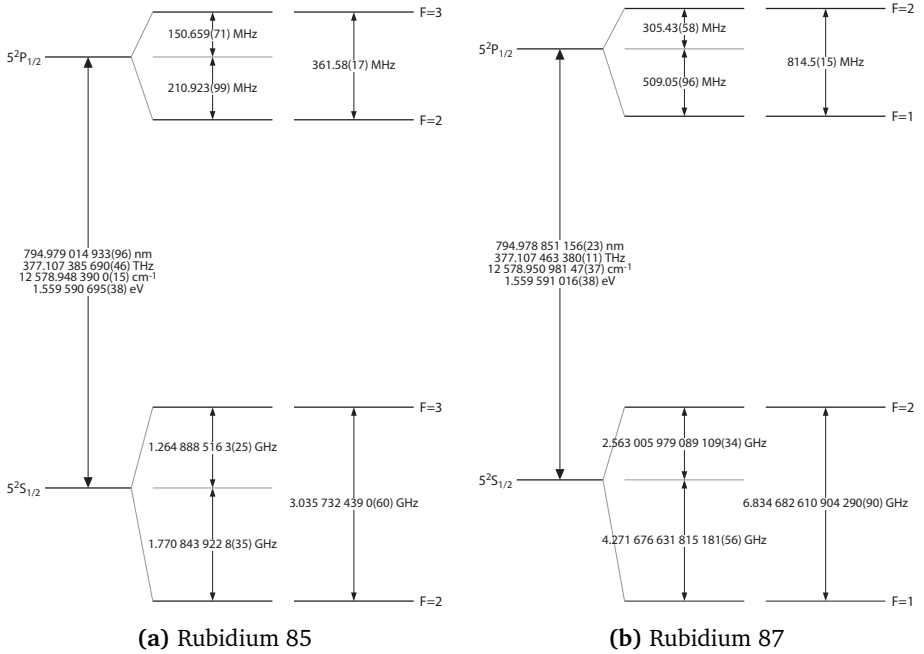 F=3
150.659(71) MHz
5²P₁/₂
361.58(17) MHz
210.923(99) MHz
F=2
794.979 014 933(96) nm
377.107 385 690(46) THz
12 578.948 390 0(15) cm⁻¹
1.559 590 695(38) eV
F=3
1.264 888 516 3(25) GHz
5²S₁/₂
3.035 732 439 0(60) GHz
1.770 843 922 8(35) GHz
F=2
(a) Rubidium 85
F=2
305.43(58) MHz
5²P₁/₂
814.5(15) MHz
509.05(96) MHz
F=1
794.978 851 156(23) nm
377.107 463 380(11) THz
12 578.950 981 47(37) cm⁻¹
1.559 591 016(38) eV
F=2
2.563 005 979 089 109(34) GHz
5²S₁/₂
6.834 682 610 904 290(90) GHz
4.271 676 631 815 181(56) GHz
F=1
(b) Rubidium 87